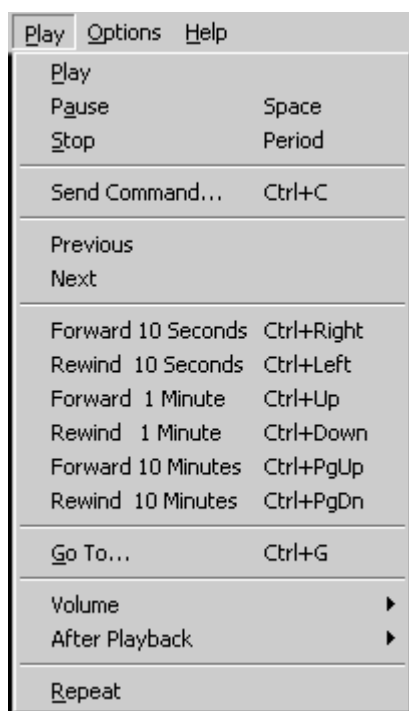 Play Options Help
Play
Pause Space
Stop Period
Send Command... Ctrl+C
Previous
Next
Forward 10 Seconds Ctrl+Right
Rewind 10 Seconds Ctrl+Left
Forward 1 Minute Ctrl+Up
Rewind 1 Minute Ctrl+Down
Forward 10 Minutes Ctrl+PgUp
Rewind 10 Minutes Ctrl+PgDn
Go To... Ctrl+G
Volume
After Playback
Repeat